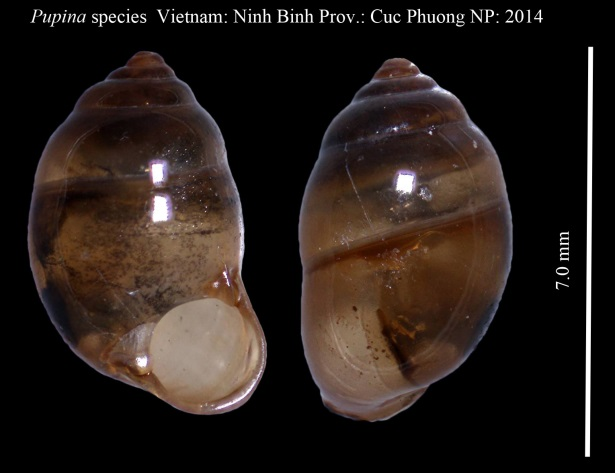 Pupina species Vietnam: Ninh Binh Prov.: Cuc Phuong NP: 2014
7.0 mm